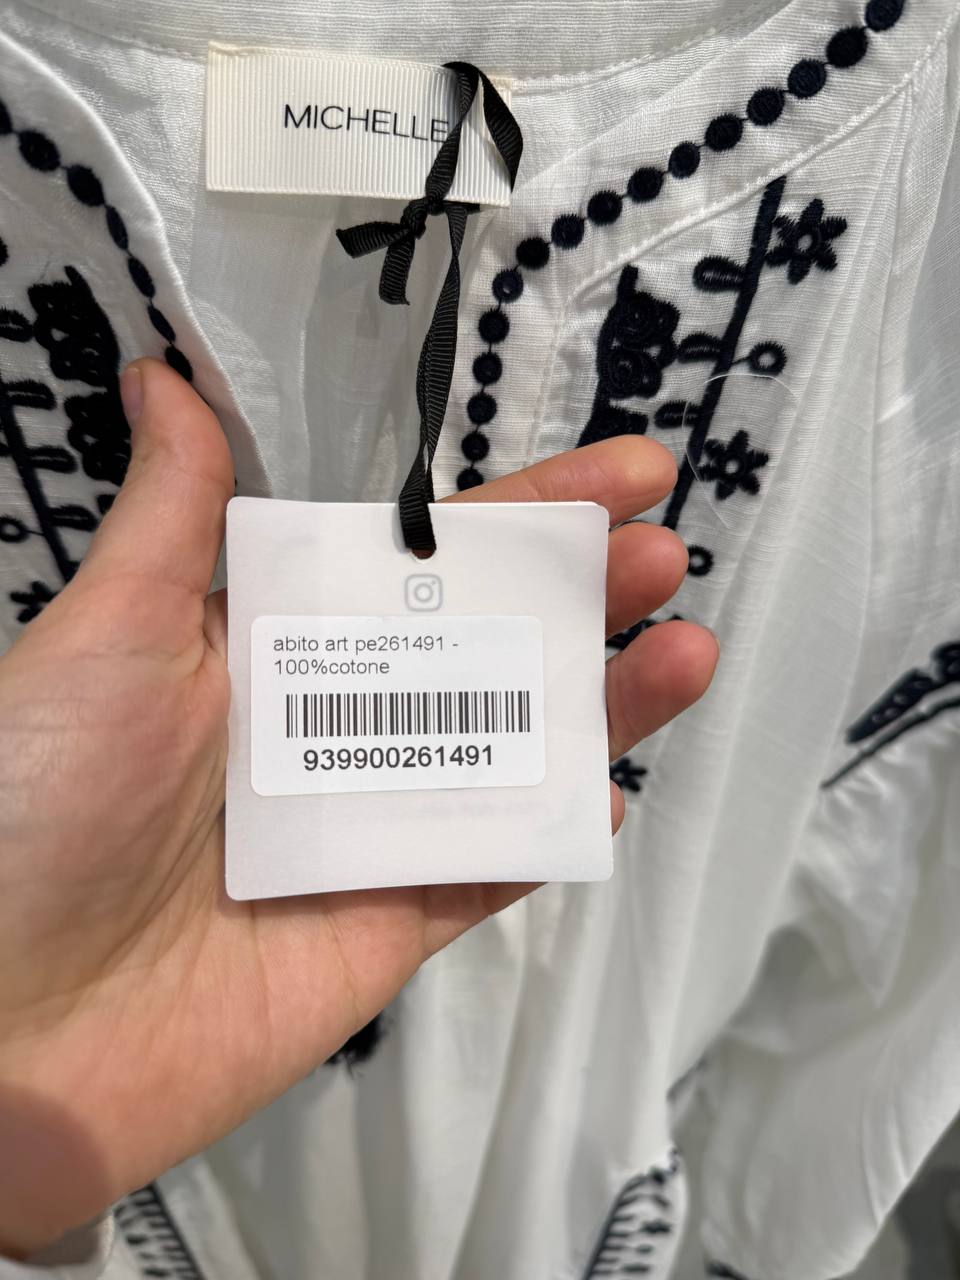 MICHELLE
abito art pe261491 -
100%cotone
939900261491